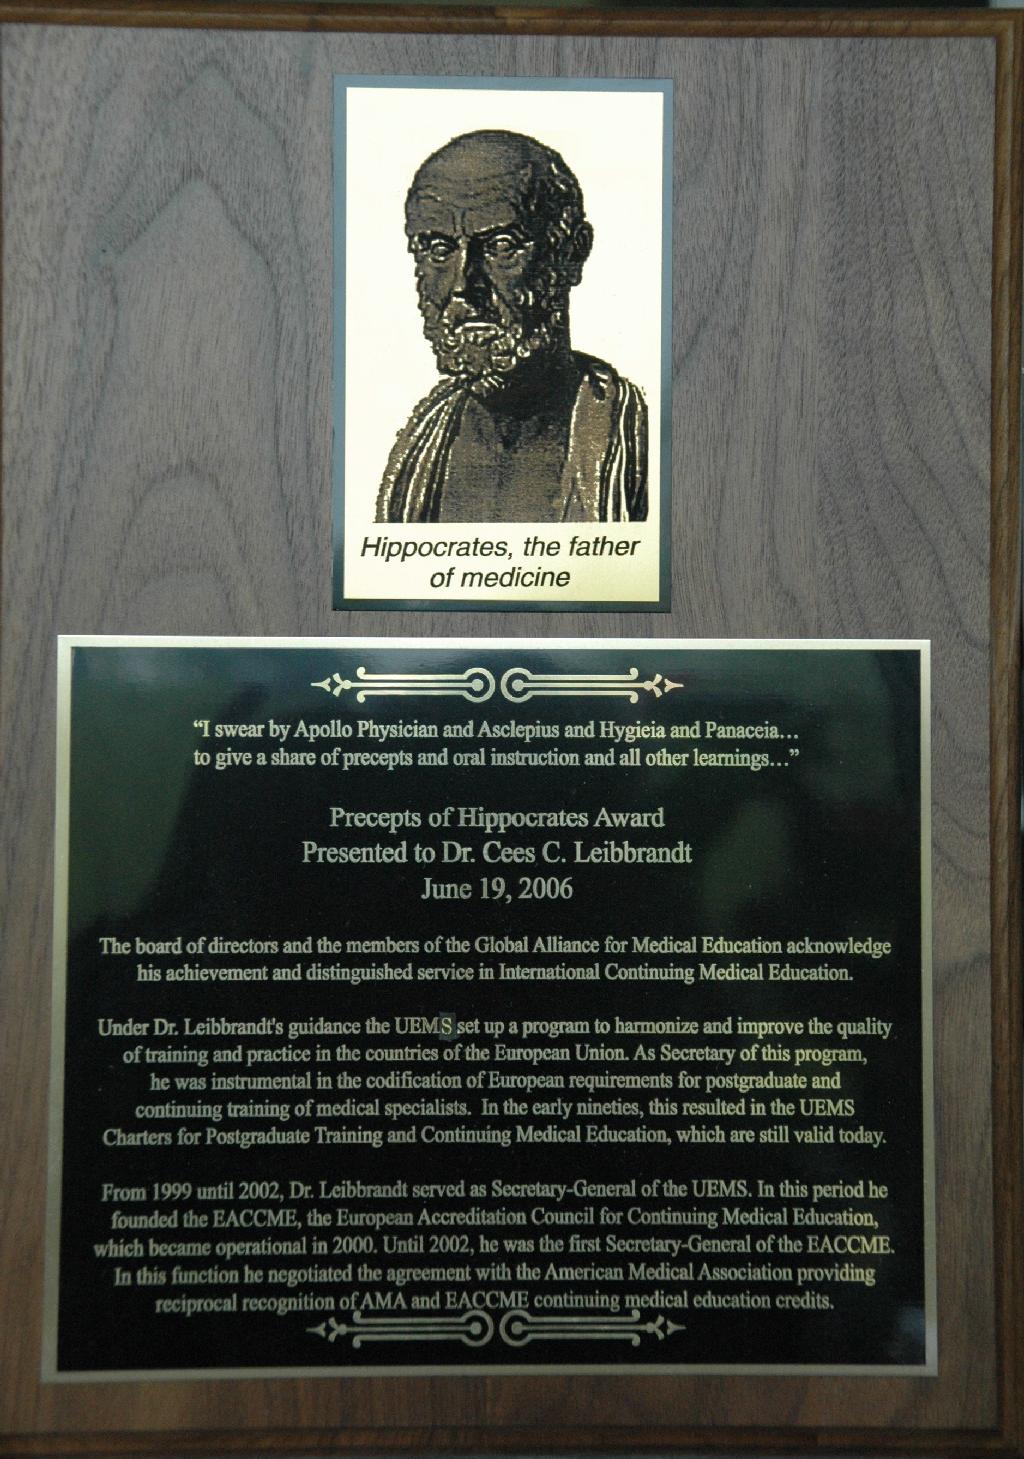 Hippocrates, the father
of medicine
“I swear by Apollo Physician and Asclepius and Hygieia and Panaceia…
to give a share of precepts and oral instruction and all other learnings…”
Precepts of Hippocrates Award
Presented to Dr. Cees C. Leibbrandt
June 19, 2006
The board of directors and the members of the Global Alliance for Medical Education acknowledge
his achievement and distinguished service in International Continuing Medical Education.
Under Dr. Leibbrandt's guidance the UEMS set up a program to harmonize and improve the quality
of training and practice in the countries of the European Union. As Secretary of this program,
he was instrumental in the codification of European requirements for postgraduate and
continuing training of medical specialists. In the early nineties, this resulted in the UEMS
Charters for Postgraduate Training and Continuing Medical Education, which are still valid today.
From 1999 until 2002, Dr. Leibbrandt served as Secretary-General of the UEMS. In this period he
founded the EACCME, the European Accreditation Council for Continuing Medical Education,
which became operational in 2000. Until 2002, he was the first Secretary-General of the EACCME.
In this function he negotiated the agreement with the American Medical Association providing
reciprocal recognition of AMA and EACCME continuing medical education credits.